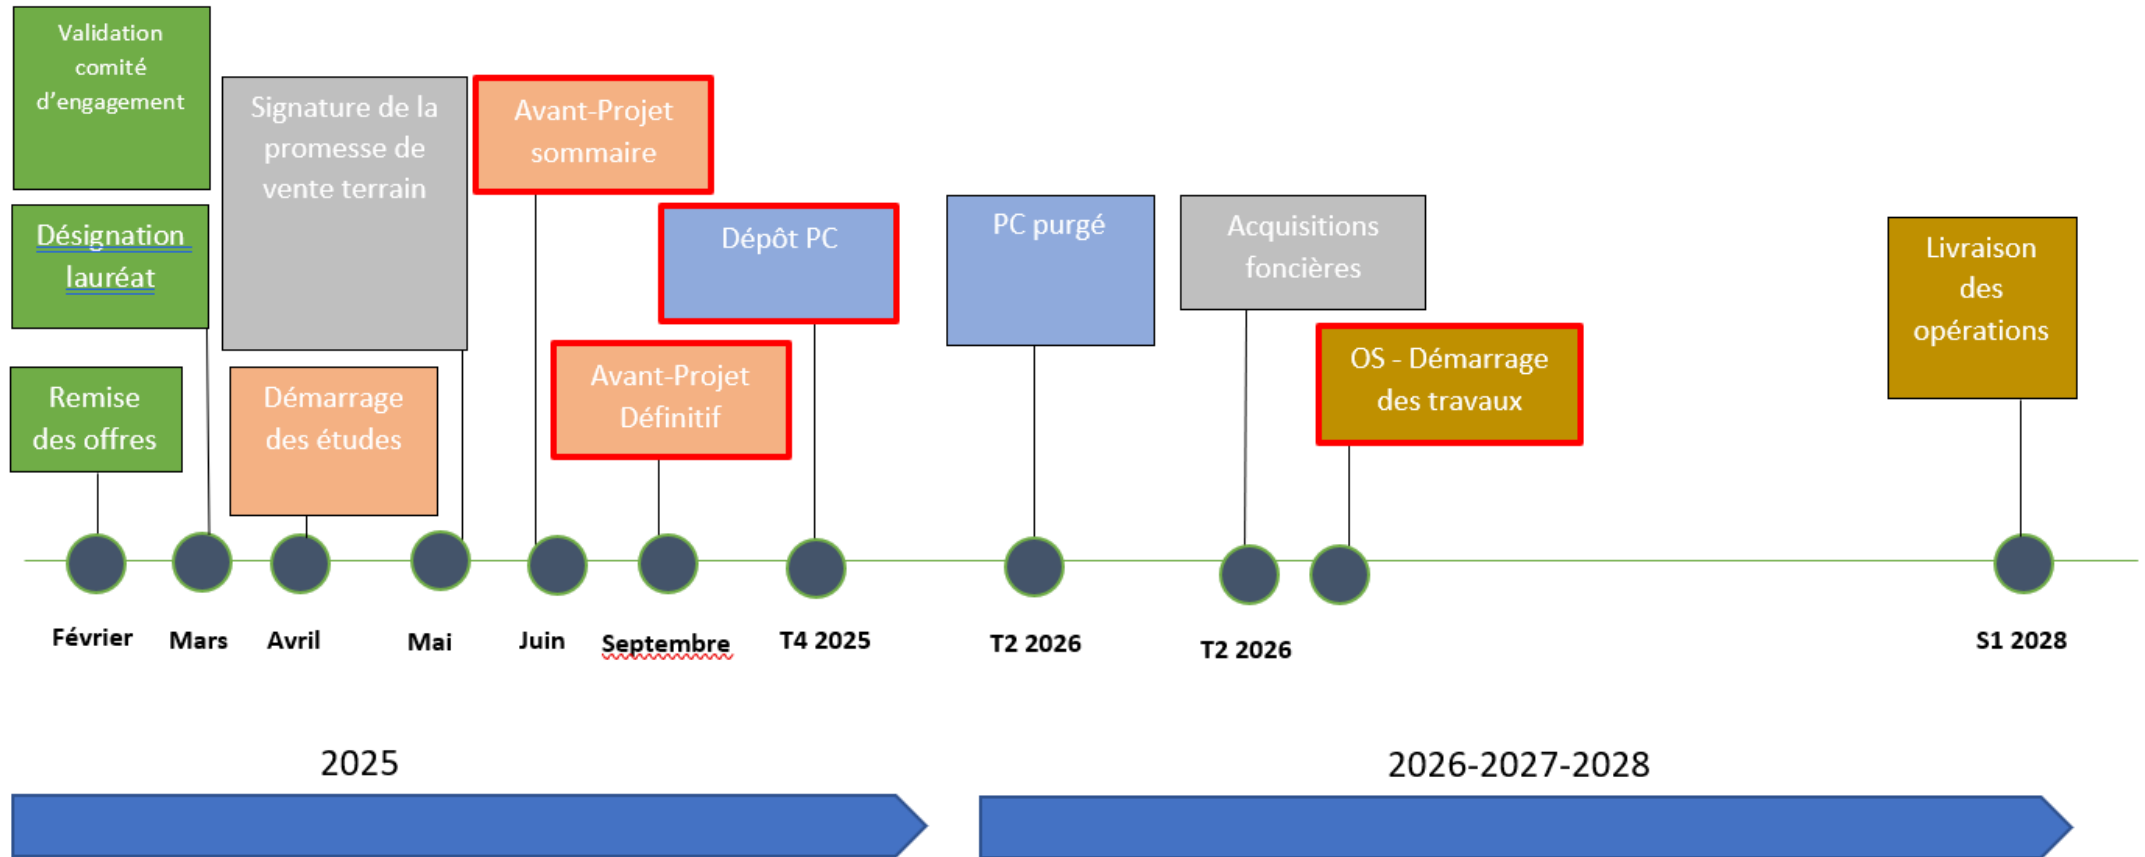 Validation
comité
d’engagement
Désignation
lauréat
Remise
des offres
Signature de la
promesse de
vente terrain
Démarrage
des études
Avant-Projet
sommaire
Avant-Projet
Définitif
Dépôt PC
PC purgé
Acquisitions
foncières
OS - Démarrage
des travaux
Livraison
des
opérations
Février
Mars
Avril
Mai
Juin
Septembre
T4 2025
T2 2026
T2 2026
S1 2028
2025
2026-2027-2028